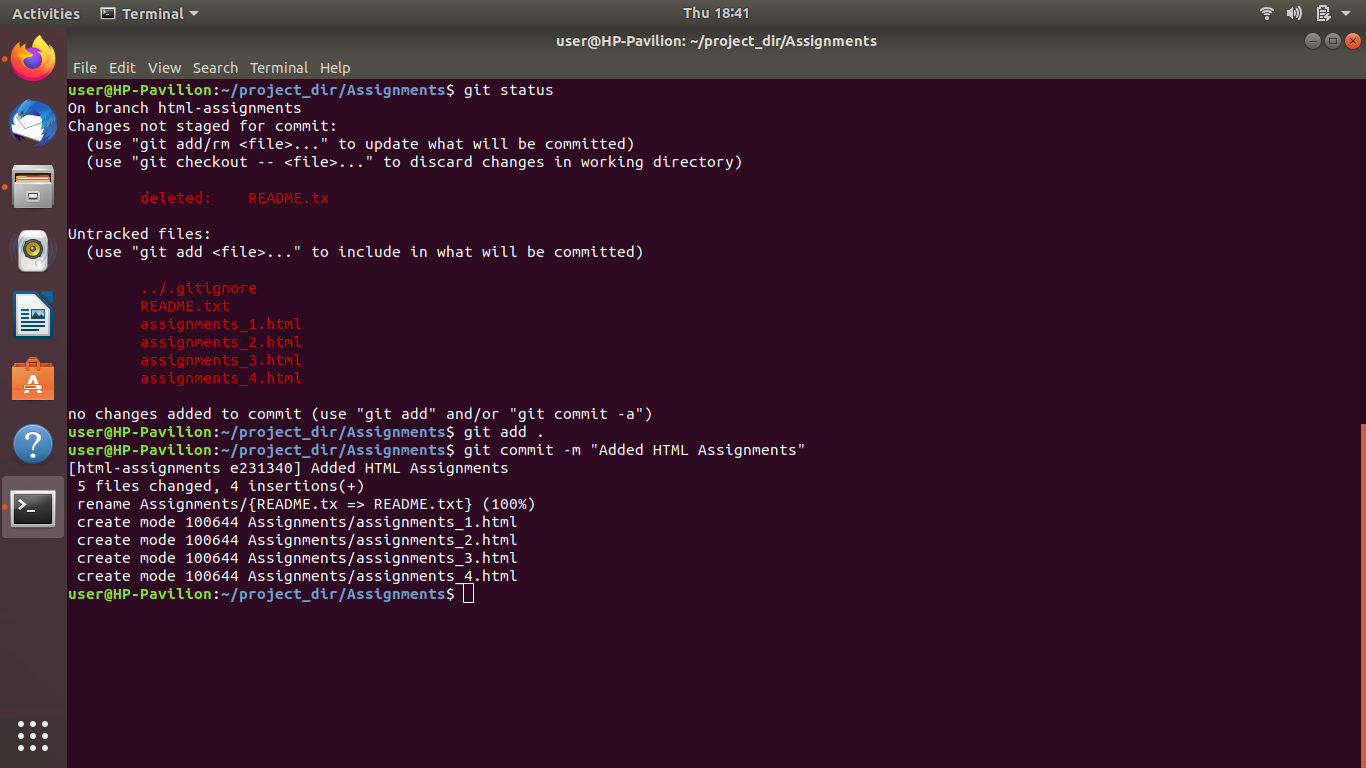 Activities Terminal Thu 18:41
user@HP-Pavilion: ~/project_dir/Assignments
File Edit View Search Terminal Help
user@HP-Pavilion:~/project_dir/Assignments$ git status
On branch html-assignments
Changes not staged for commit:
  (use "git add/rm <file>..." to update what will be committed)
  (use "git checkout -- <file>..." to discard changes in working directory)
        deleted:    README.tx
Untracked files:
  (use "git add <file>..." to include in what will be committed)
        ../.gitignore
        README.txt
        assignments_1.html
        assignments_2.html
        assignments_3.html
        assignments_4.html
no changes added to commit (use "git add" and/or "git commit -a")
user@HP-Pavilion:~/project_dir/Assignments$ git add .
user@HP-Pavilion:~/project_dir/Assignments$ git commit -m "Added HTML Assignments"
[html-assignments e231340] Added HTML Assignments
 5 files changed, 4 insertions(+)
 rename Assignments/{README.tx => README.txt} (100%)
 create mode 100644 Assignments/assignments_1.html
 create mode 100644 Assignments/assignments_2.html
 create mode 100644 Assignments/assignments_3.html
 create mode 100644 Assignments/assignments_4.html
user@HP-Pavilion:~/project_dir/Assignments$